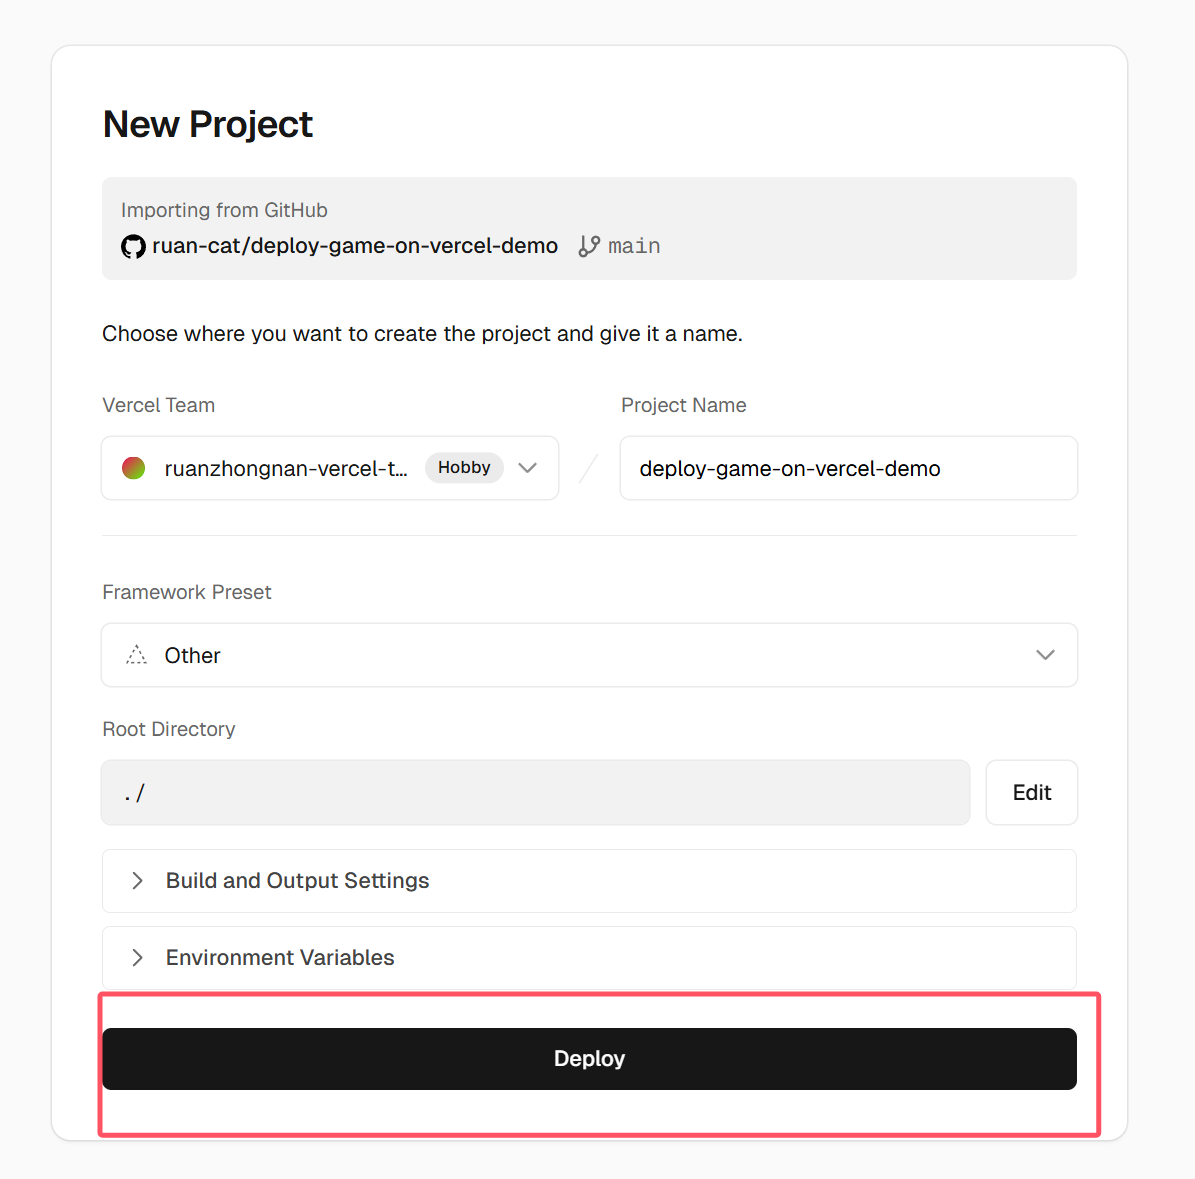 New Project
Importing from GitHub
ruan-cat/deploy-game-on-vercel-demo main
Choose where you want to create the project and give it a name.
Vercel Team
Project Name
ruanzhongnan-vercel-t... Hobby
/
deploy-game-on-vercel-demo
Framework Preset
Other
Root Directory
./
Edit
Build and Output Settings
Environment Variables
Deploy